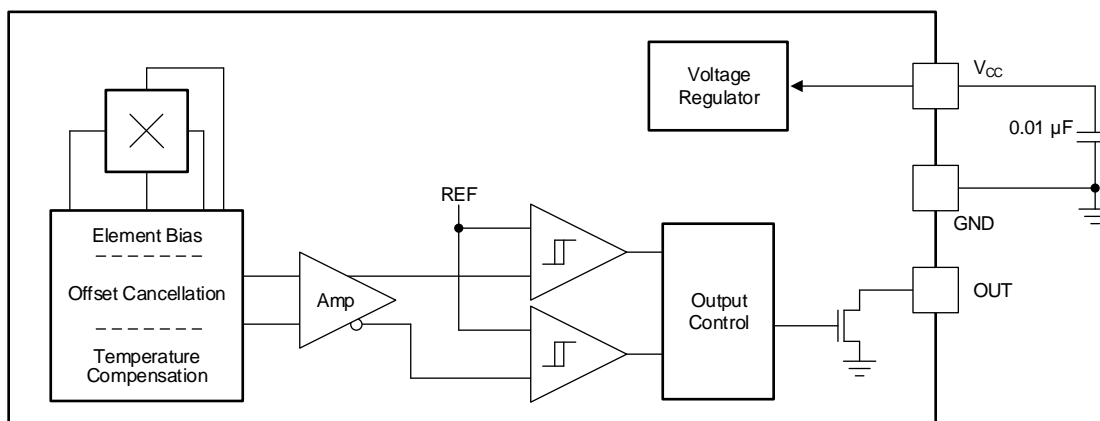 Voltage
Regulator
VCC
0.01 µF
REF
GND
Element Bias
Offset Cancellation
Temperature
Compensation
Amp
Output
Control
OUT